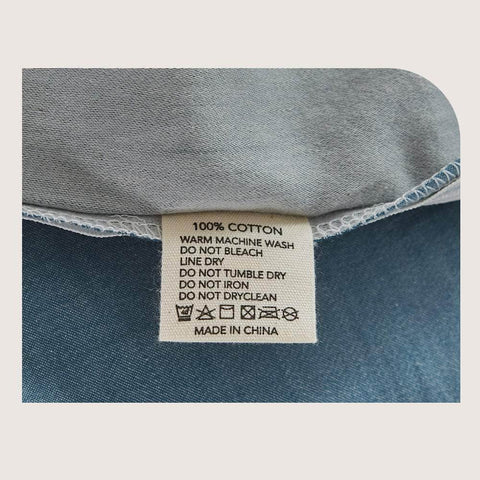 100% COTTON
WARM MACHINE WASH
DO NOT BLEACH
LINE DRY
DO NOT TUMBLE DRY
DO NOT IRON
DO NOT DRYCLEAN
MADE IN CHINA